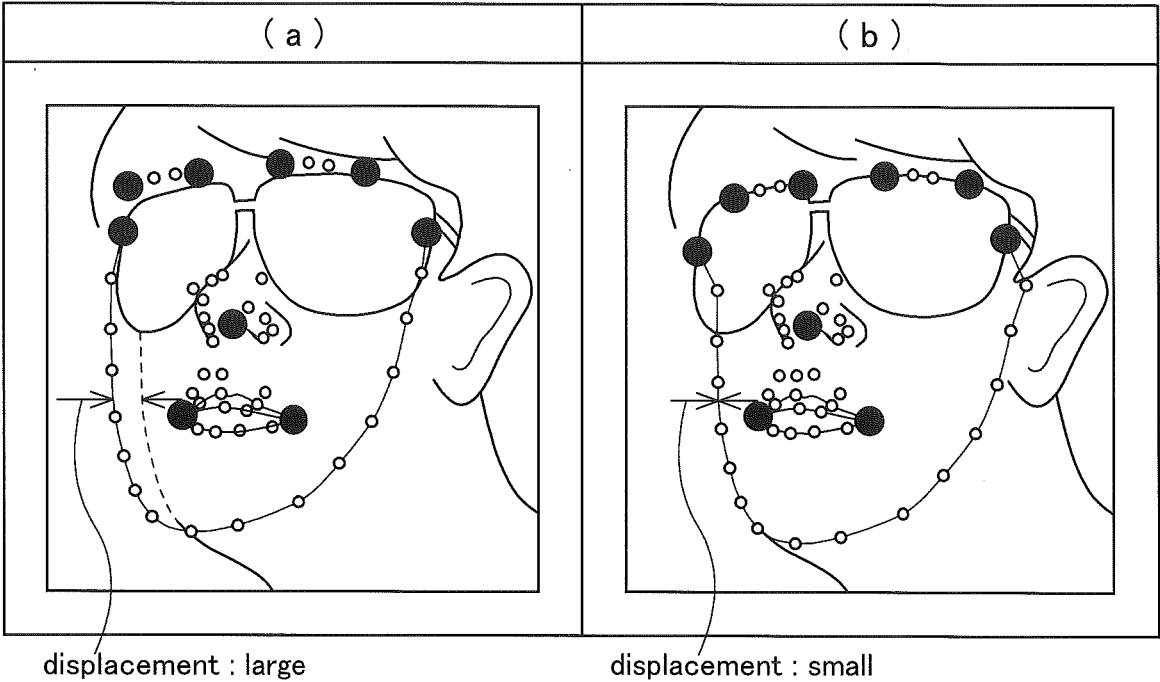 (a)
(b)
displacement : large
displacement : small